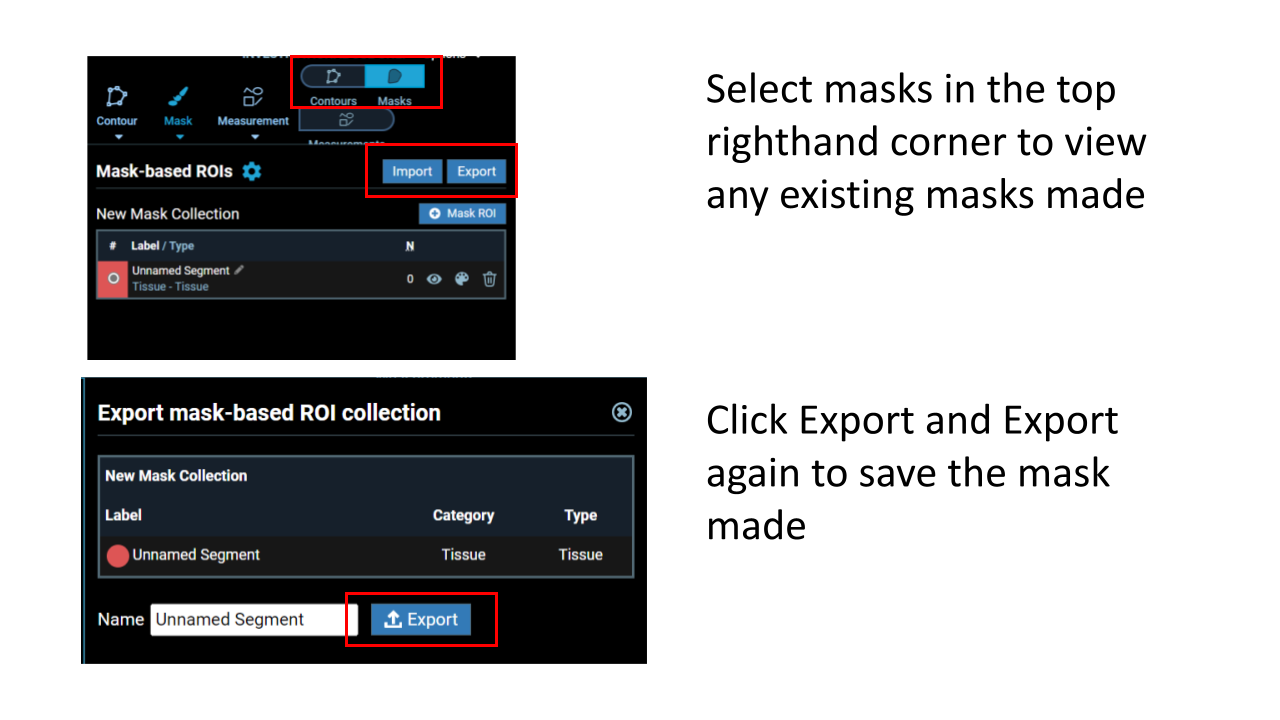 Contours Masks
Contour Mask Measurement
Mask-based ROIs Import Export
New Mask Collection Mask ROI
# Label / Type N
Unnamed Segment
Tissue - Tissue 0
Select masks in the top
righthand corner to view
any existing masks made
Export mask-based ROI collection
New Mask Collection
Label Category Type
Unnamed Segment Tissue Tissue
Name Unnamed Segment Export
Click Export and Export
again to save the mask
made